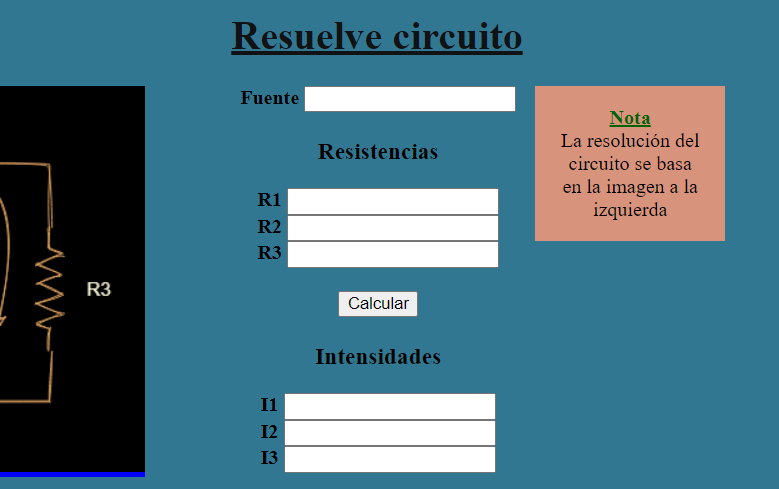 Resuelve circuito
Fuente
Nota
La resolución del
circuito se basa
en la imagen a la
izquierda
Resistencias
R1
R2
R3
R3
Calcular
Intensidades
I1
I2
I3